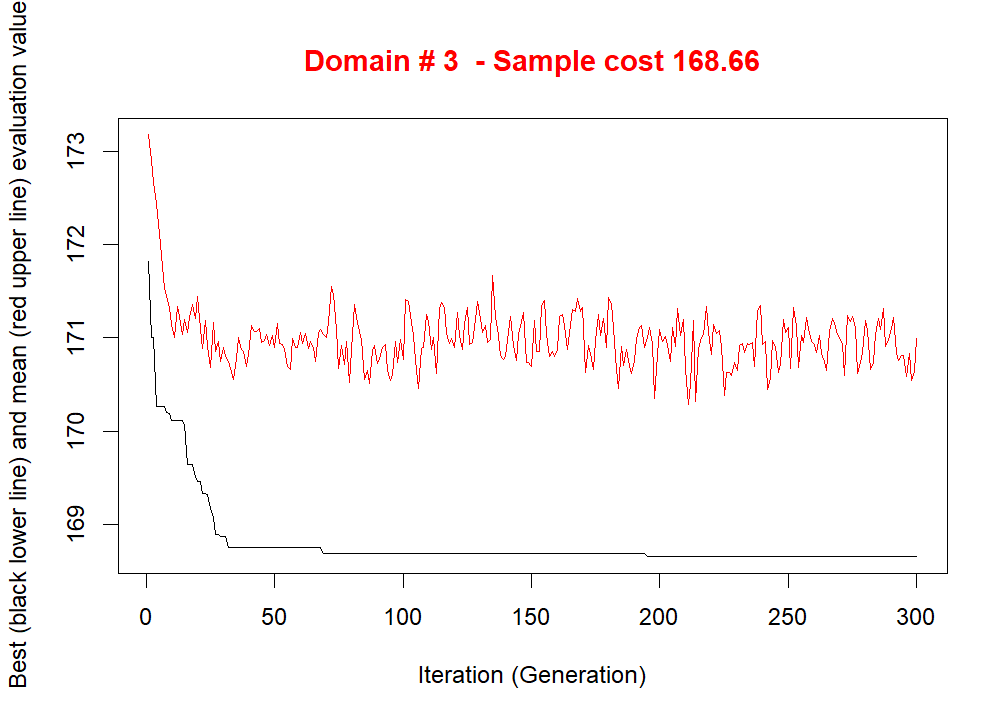 Domain # 3  - Sample cost 168.66
Best (black lower line) and mean (red upper line) evaluation value
173
172
171
170
169
0 50 100 150 200 250 300
Iteration (Generation)